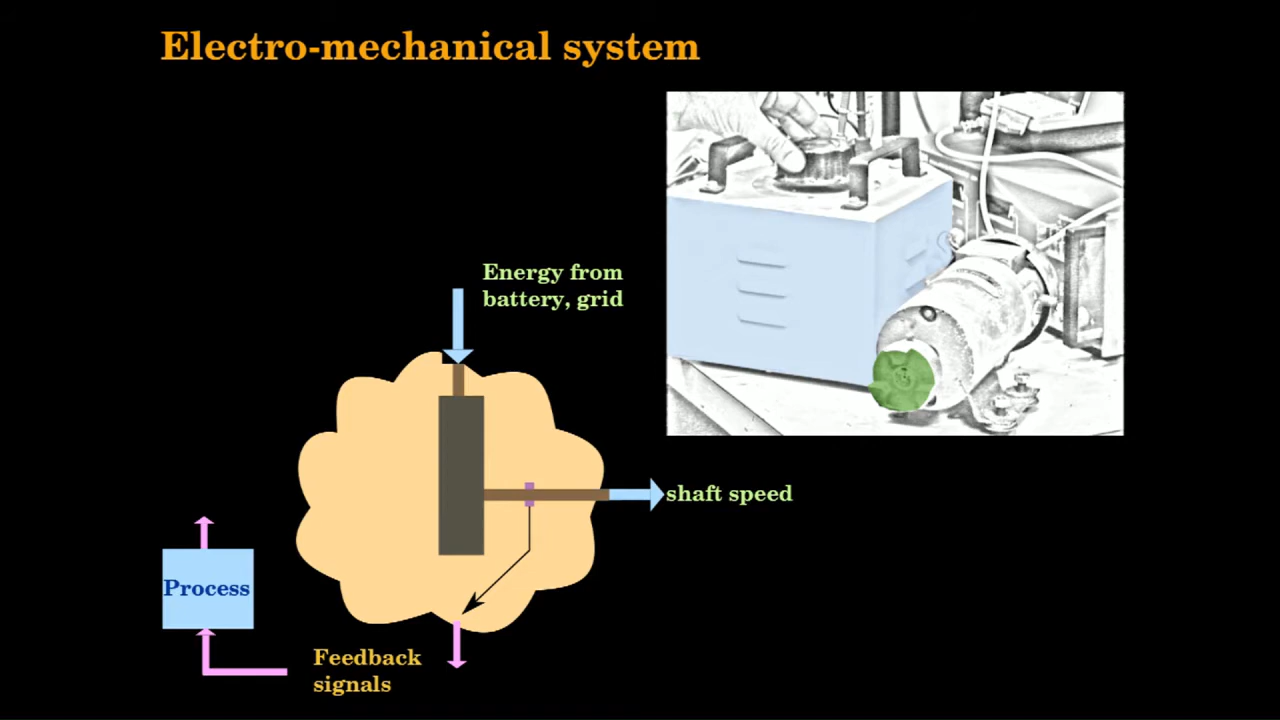 Electro-mechanical system
Energy from
battery, grid
shaft speed
Process
Feedback
signals